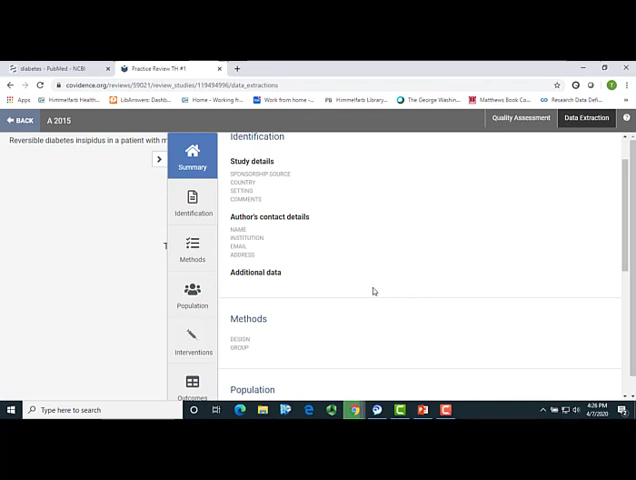 diabetes - PubMed - NCBI
Practice Review TH #1
covidence.org/reviews/59021/review_studies/119494996/data_extractions
Apps
Himmelfarb Health...
LibAnswers: Dashb...
Home - Working fr...
Work from home -...
Himmelfarb Library...
The George Washin...
Matthews Book Co...
Research Data Defi...
BACK
A 2015
Quality Assessment
Data Extraction
Reversible diabetes insipidus in a patient with m
Summary
Identification
Methods
Population
Interventions
Outcomes
Identification
Study details
SPONSORSHIP SOURCE
COUNTRY
SETTING
COMMENTS
Author's contact details
NAME
INSTITUTION
EMAIL
ADDRESS
Additional data
Methods
DESIGN
GROUP
Population
Type here to search
4:26 PM
4/7/2020